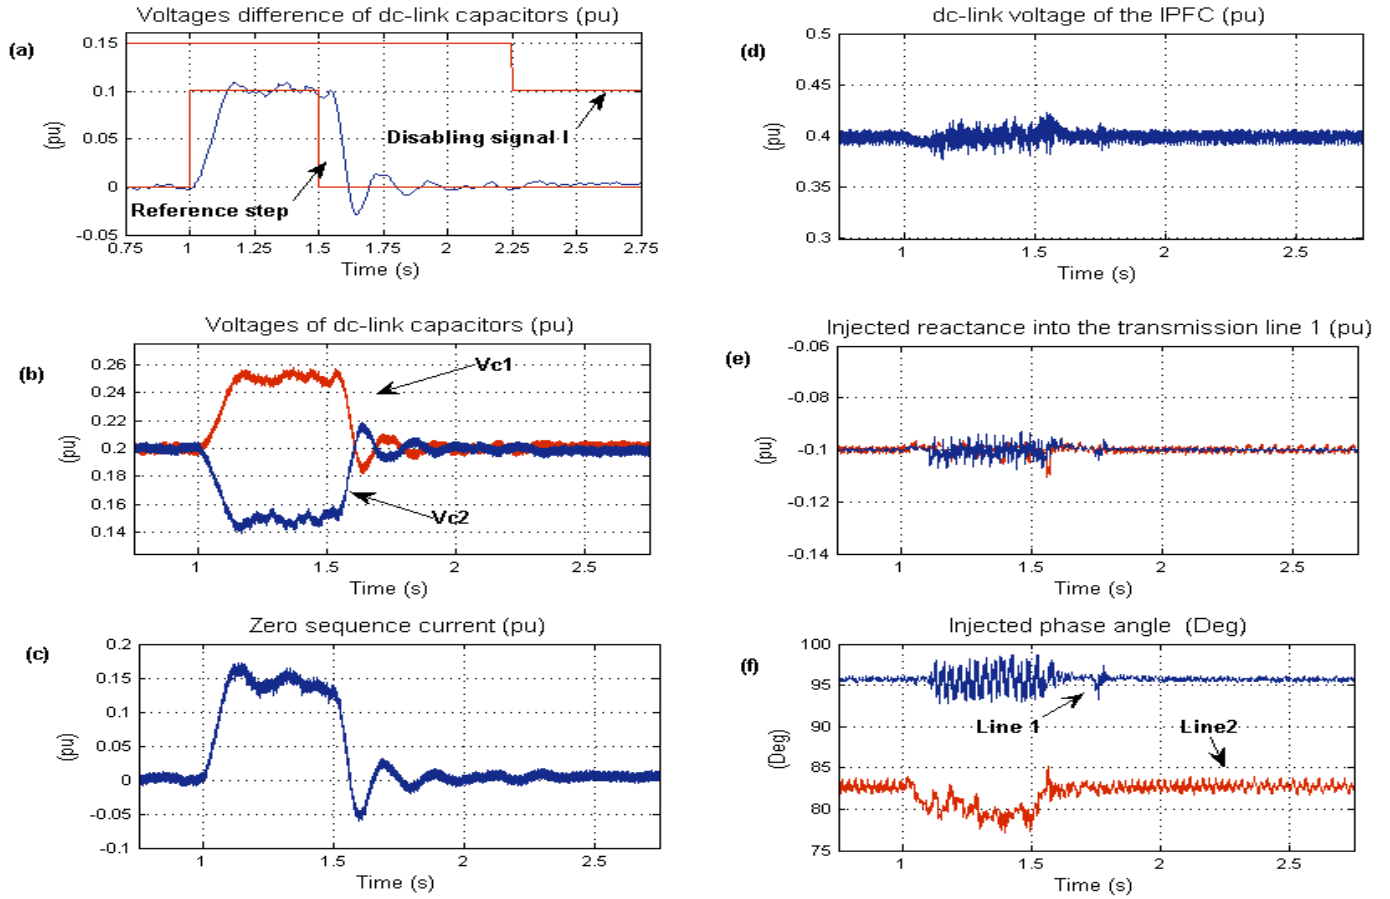 Voltages difference of dc-link capacitors (pu)
(a)
(pu)
0.15
0.1
0.05
0
-0.05
Disabling signal I
Reference step
0.75 1 1.25 1.5 1.75 2 2.25 2.5 2.75
Time (s)
Voltages of dc-link capacitors (pu)
(b)
(pu)
0.26
0.24
0.22
0.2
0.18
0.16
0.14
Vc1
Vc2
1 1.5 2 2.5
Time (s)
Zero sequence current (pu)
(c)
(pu)
0.2
0.15
0.1
0.05
0
-0.05
-0.1
1 1.5 2 2.5
Time (s)
dc-link voltage of the IPFC (pu)
(d)
(pu)
0.5
0.45
0.4
0.35
0.3
1 1.5 2 2.5
Time (s)
Injected reactance into the transmission line 1 (pu)
(e)
(pu)
-0.06
-0.08
-0.1
-0.12
-0.14
1 1.5 2 2.5
Time (s)
Injected phase angle (Deg)
(f)
(Deg)
100
95
90
85
80
75
Line 1
Line2
1 1.5 2 2.5
Time (s)